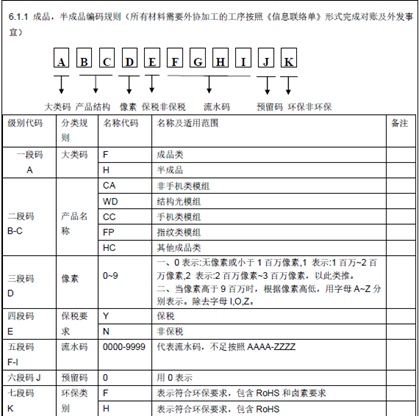 6.1.1 成品，半成品编码规则（所有材料需要外协加工的工序按照《信息联络单》形式完成对账及外发事
宜）
A B C D E F G H I J K
大类码 产品结构 像素 保税非保税 流水码 预留码 环保非环保
级别代码 分类规则 名称代码 名称及适用范围 备注
一段码 A 大类码 F 成品类
H 半成品
二段码 B-C 产品名称 CA 非手机类模组
WD 结构光模组
CC 手机类模组
FP 指纹类模组
HC 其他成品类
三段码 D 像素 0~9 一、0 表示:无像素或小于 1 百万像素,1 表示:1 百万~2 百
万像素,2 表示:2 百万像素~3 百万像素，以此类推。
二、当像素高于 9 百万时，根据像素高低，用字母 A~Z 分
别表示。除去字母 I,O,Z。
四段码 E 保税要求 Y 保税
N 非保税
五段码 F-I 流水码 0000-9999 代表流水码，不足按照 AAAA-ZZZZ
六段码 J 预留码 0 用 0 表示
七段码 K 环保类别 F 表示符合环保要求，包含 RoHS 和卤素要求
H 表示符合环保要求，包含 RoHS